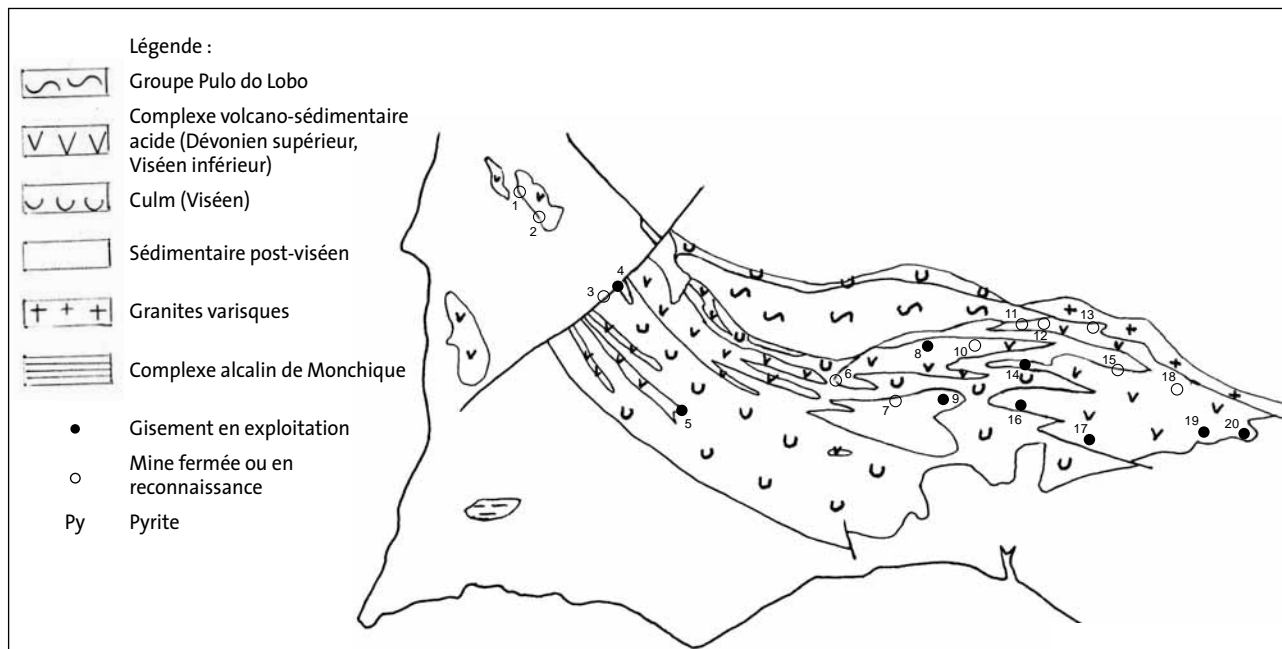 Légende :
Groupe Pulo do Lobo
Complexe volcano-sédimentaire
acide (Dévonien supérieur,
Viséen inférieur)
Culm (Viséen)
Sédimentaire post-viséen
Granites varisques
Complexe alcalin de Monchique
Gisement en exploitation
Mine fermée ou en
reconnaissance
Py Pyrite
1
2
3
4
5
6
7
8
9
10
11
12
13
14
15
16
17
18
19
20